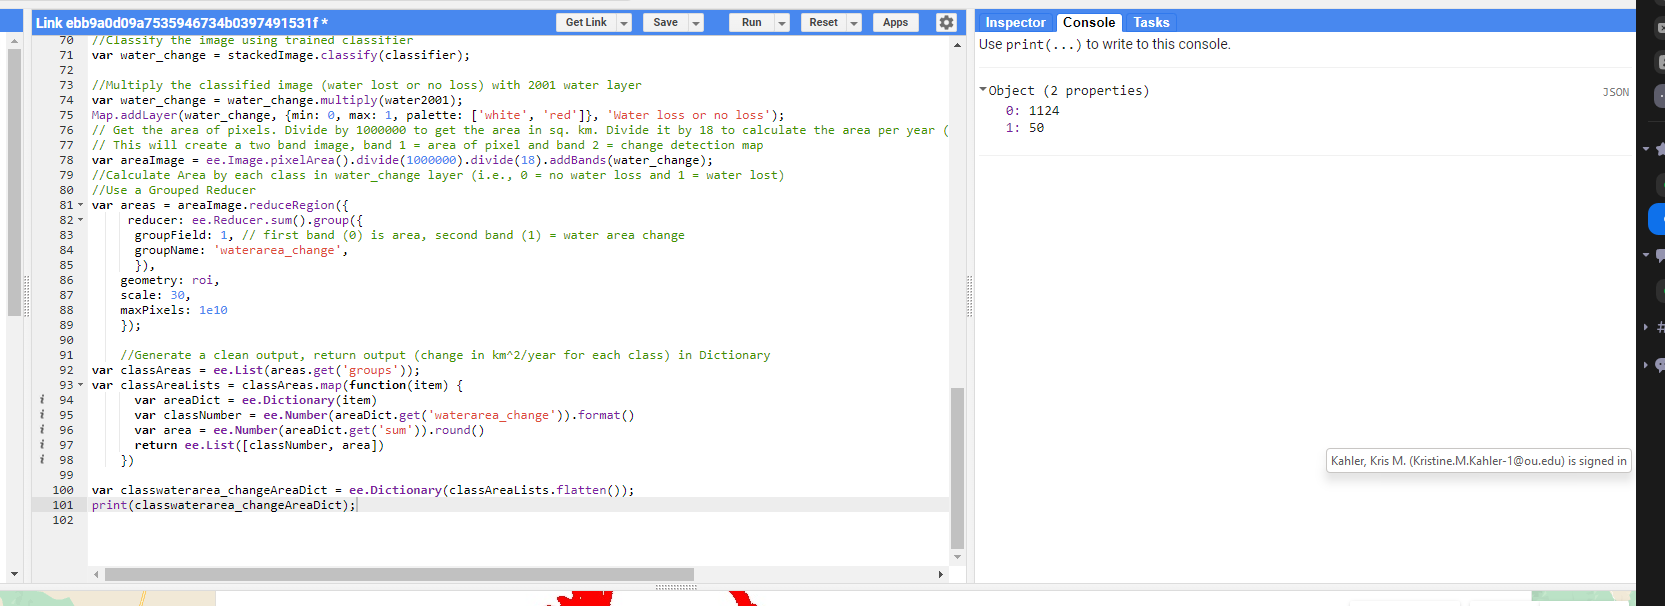 Link ebb9a0d09a7535946734b0397491531f *
Get Link
Save
Run
Reset
Apps
70 //Classify the image using trained classifier
71 var water_change = stackedImage.classify(classifier);
72
73 //Multiply the classified image (water lost or no loss) with 2001 water layer
74 var water_change = water_change.multiply(water2001);
75 Map.addLayer(water_change, {min: 0, max: 1, palette: ['white', 'red']}, 'Water loss or no loss');
76 // Get the area of pixels. Divide by 1000000 to get the area in sq. km. Divide it by 18 to calculate the area per year (
77 // This will create a two band image, band 1 = area of pixel and band 2 = change detection map
78 var areaImage = ee.Image.pixelArea().divide(1000000).divide(18).addBands(water_change);
79 //Calculate Area by each class in water_change layer (i.e., 0 = no water loss and 1 = water lost)
80 //Use a Grouped Reducer
81 var areas = areaImage.reduceRegion({
82 reducer: ee.Reducer.sum().group({
83 groupField: 1, // first band (0) is area, second band (1) = water area change
84 groupName: 'waterarea_change',
85 }),
86 geometry: roi,
87 scale: 30,
88 maxPixels: 1e10
89 });
90
91 //Generate a clean output, return output (change in km^2/year for each class) in Dictionary
92 var classAreas = ee.List(areas.get('groups'));
93 var classAreaLists = classAreas.map(function(item) {
i 94 var areaDict = ee.Dictionary(item)
i 95 var classNumber = ee.Number(areaDict.get('waterarea_change')).format()
i 96 var area = ee.Number(areaDict.get('sum')).round()
i 97 return ee.List([classNumber, area])
i 98 })
99
100 var classwaterarea_changeAreaDict = ee.Dictionary(classAreaLists.flatten());
101 print(classwaterarea_changeAreaDict);
102
Inspector
Console
Tasks
Use print(...) to write to this console.
Object (2 properties)
JSON
0: 1124
1: 50
Kahler, Kris M. (Kristine.M.Kahler-1@ou.edu) is signed in
#